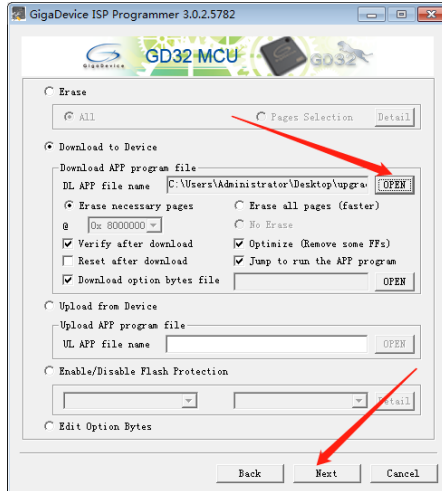 GigaDevice ISP Programmer 3.0.2.5782
GigaDevice GD32 MCU GD32
Erase
All Pages Selection Detail
Download to Device
Download APP program file
DL APP file name C:\Users\Administrator\Desktop\upgra OPEN
Erase necessary pages Erase all pages (faster)
@ 0x 8000000 No Erase
Verify after download Optimize (Remove some FFs)
Reset after download Jump to run the APP program
Download option bytes file OPEN
Upload from Device
Upload APP program file
UL APP file name OPEN
Enable/Disable Flash Protection
Detail
Edit Option Bytes
Back Next Cancel